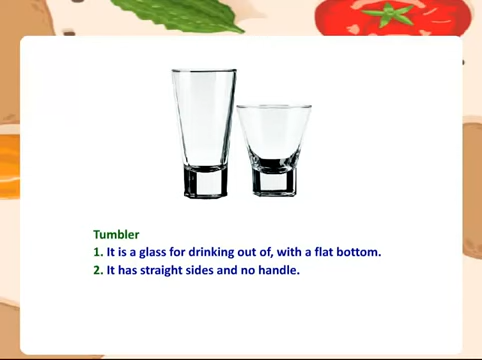 Tumbler
1. It is a glass for drinking out of, with a flat bottom.
2. It has straight sides and no handle.